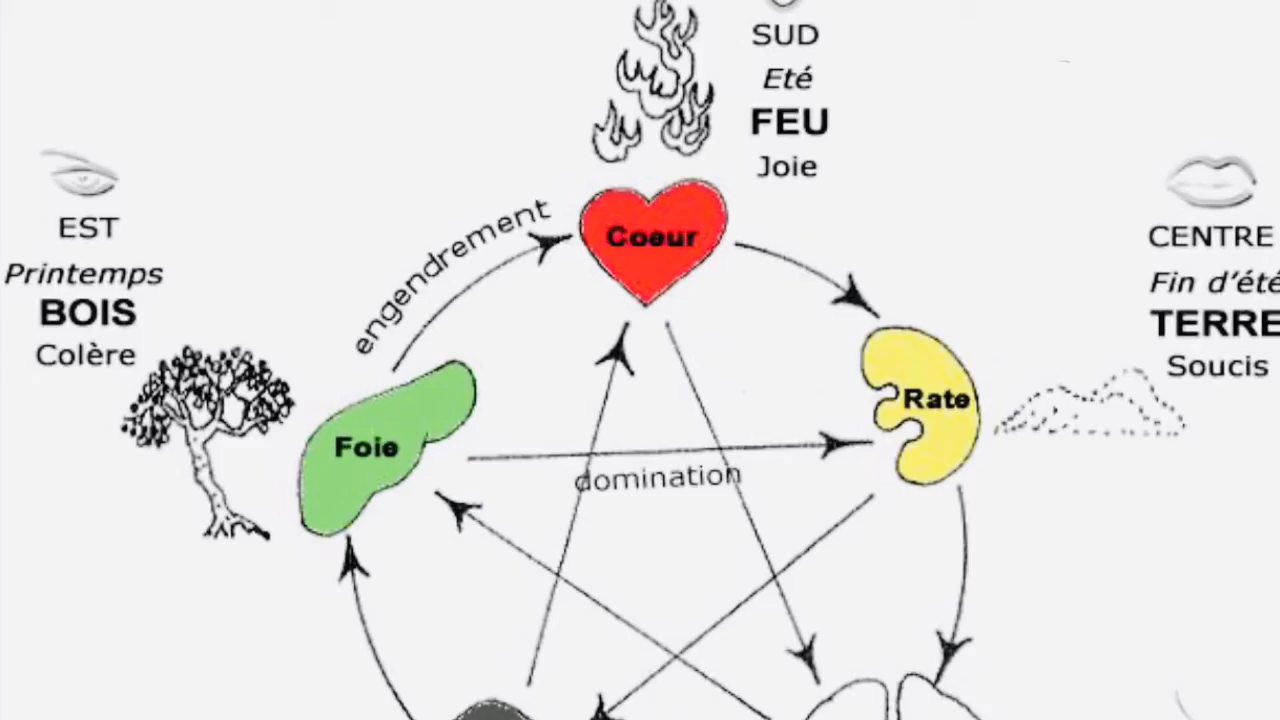 SUD
Eté
FEU
Joie
EST
Printemps
BOIS
Colère
engendrement
Coeur
CENTRE
Fin d'été
TERRE
Soucis
Foie
Rate
domination